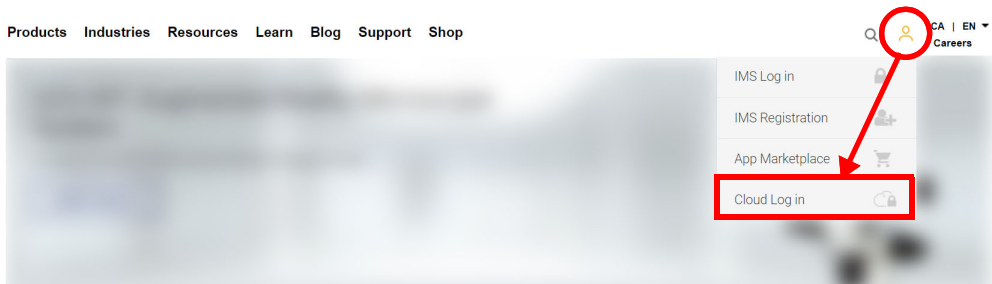 Products Industries Resources Learn Blog Support Shop
CA | EN
Careers
IMS Log in
IMS Registration
App Marketplace
Cloud Log in